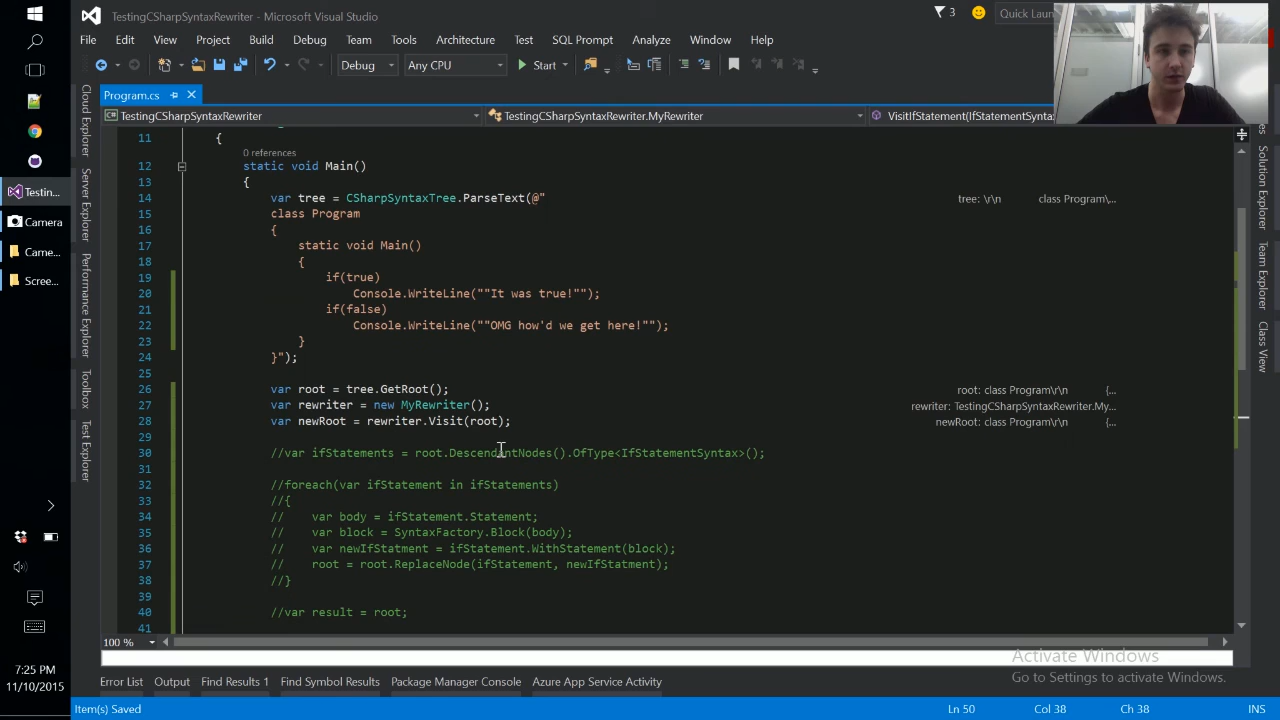 TestingCSharpSyntaxRewriter - Microsoft Visual Studio
3
Quick Laun
File Edit View Project Build Debug Team Tools Architecture Test SQL Prompt Analyze Window Help
Debug Any CPU Start
Program.cs
TestingCSharpSyntaxRewriter
TestingCSharpSyntaxRewriter.MyRewriter
VisitIfStatement(IfStatementSynta
Cloud Explorer
Server Explorer
Performance Explorer
Toolbox
Test Explorer
Solution Explorer
Team Explorer
Class View
Testin...
Camera
Came...
Scree...
11 {
0 references
12 static void Main()
13 {
14 var tree = CSharpSyntaxTree.ParseText(@"
tree: \r\n class Program\...
15 class Program
16 {
17 static void Main()
18 {
19 if(true)
20 Console.WriteLine(""It was true!"");
21 if(false)
22 Console.WriteLine(""OMG how'd we get here!"");
23 }
24 }");
25
26 var root = tree.GetRoot();
root: class Program\r\n {...
27 var rewriter = new MyRewriter();
rewriter: TestingCSharpSyntaxRewriter.My...
28 var newRoot = rewriter.Visit(root);
newRoot: class Program\r\n {...
29
30 //var ifStatements = root.DescendantNodes().OfType<IfStatementSyntax>();
31
32 //foreach(var ifStatement in ifStatements)
33 //{
34 // var body = ifStatement.Statement;
35 // var block = SyntaxFactory.Block(body);
36 // var newIfStatment = ifStatement.WithStatement(block);
37 // root = root.ReplaceNode(ifStatement, newIfStatment);
38 //}
39
40 //var result = root;
41
100 %
Activate Windows
Go to Settings to activate Windows.
Error List Output Find Results 1 Find Symbol Results Package Manager Console Azure App Service Activity
7:25 PM
11/10/2015
Item(s) Saved
Ln 50 Col 38 Ch 38 INS